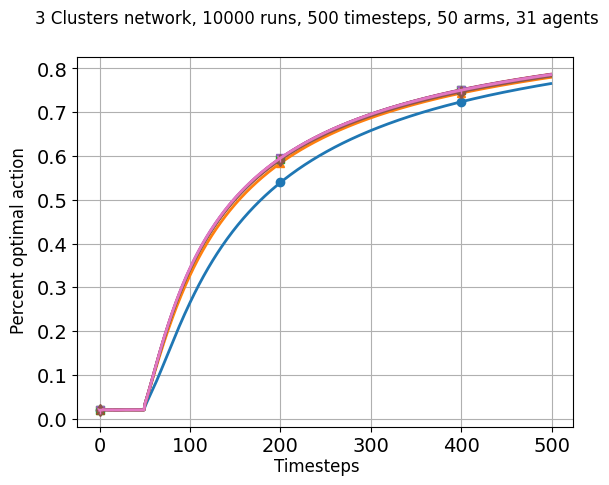 3 Clusters network, 10000 runs, 500 timesteps, 50 arms, 31 agents
Percent optimal action
0.8
0.7
0.6
0.5
0.4
0.3
0.2
0.1
0.0
0 100 200 300 400 500
Timesteps